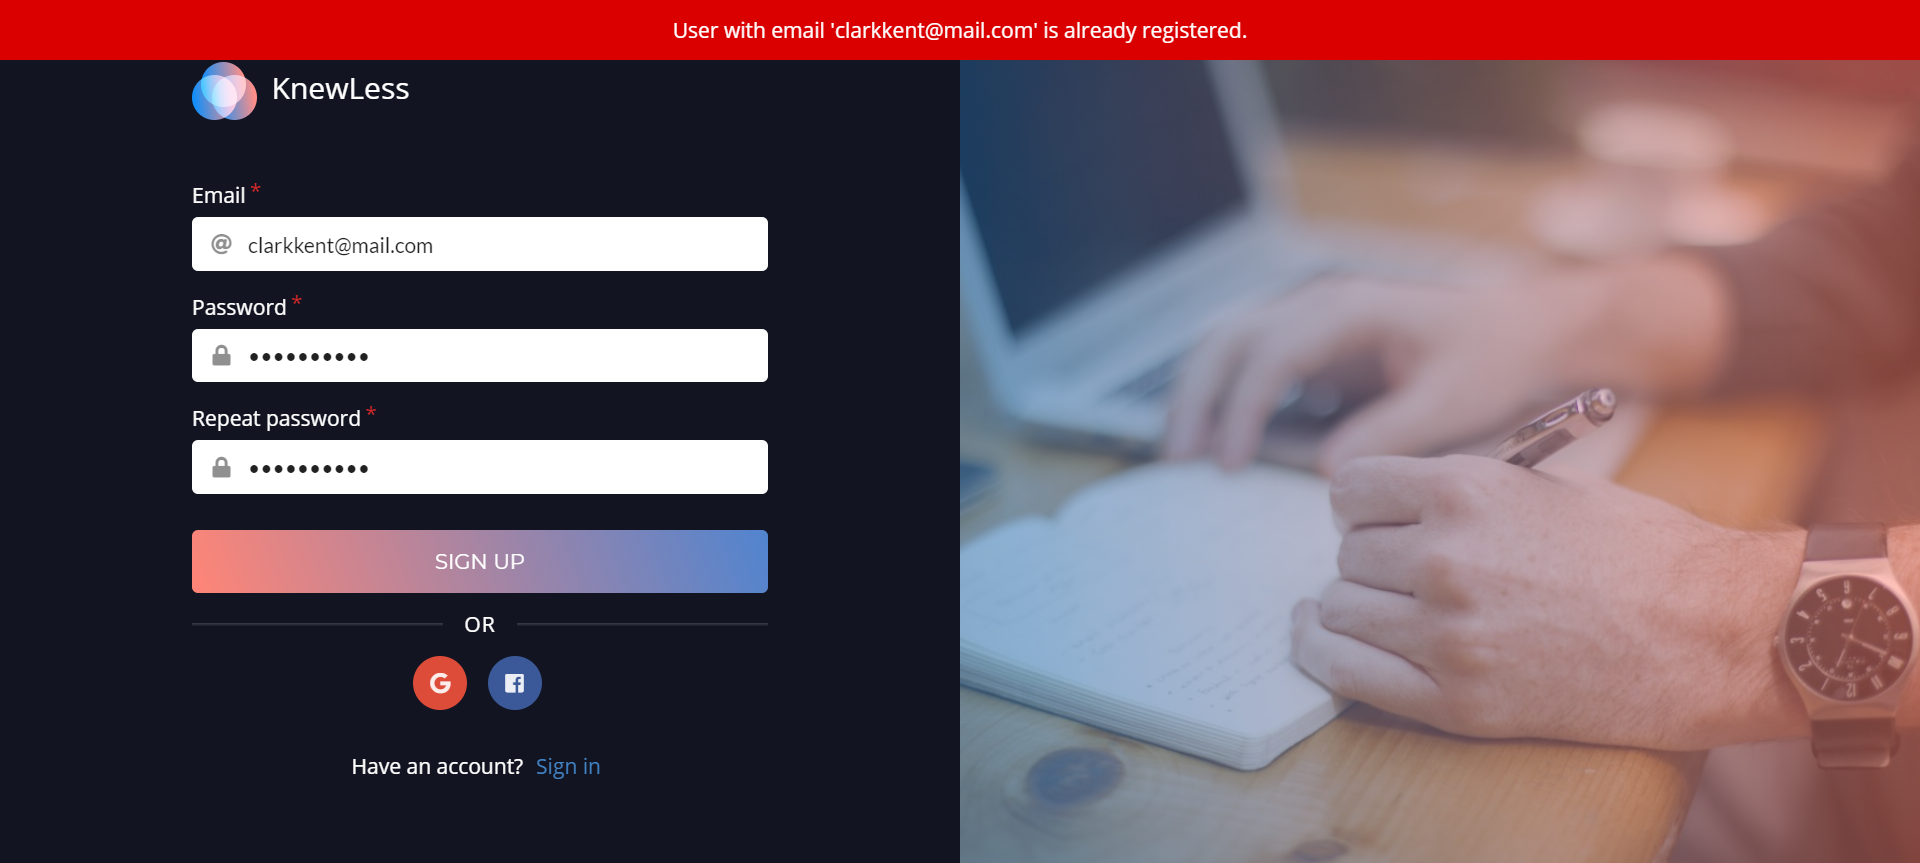 User with email 'clarkkent@mail.com' is already registered.
KnewLess
Email *
@ clarkkent@mail.com
Password *
••••••••••
Repeat password *
••••••••••
SIGN UP
OR
Have an account? Sign in